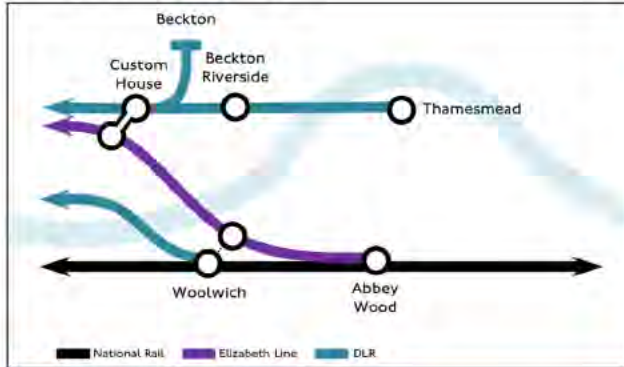 Beckton
Custom
House
Beckton
Riverside
Thamesmead
Woolwich
Abbey
Wood
National Rail
Elizabeth Line
DLR